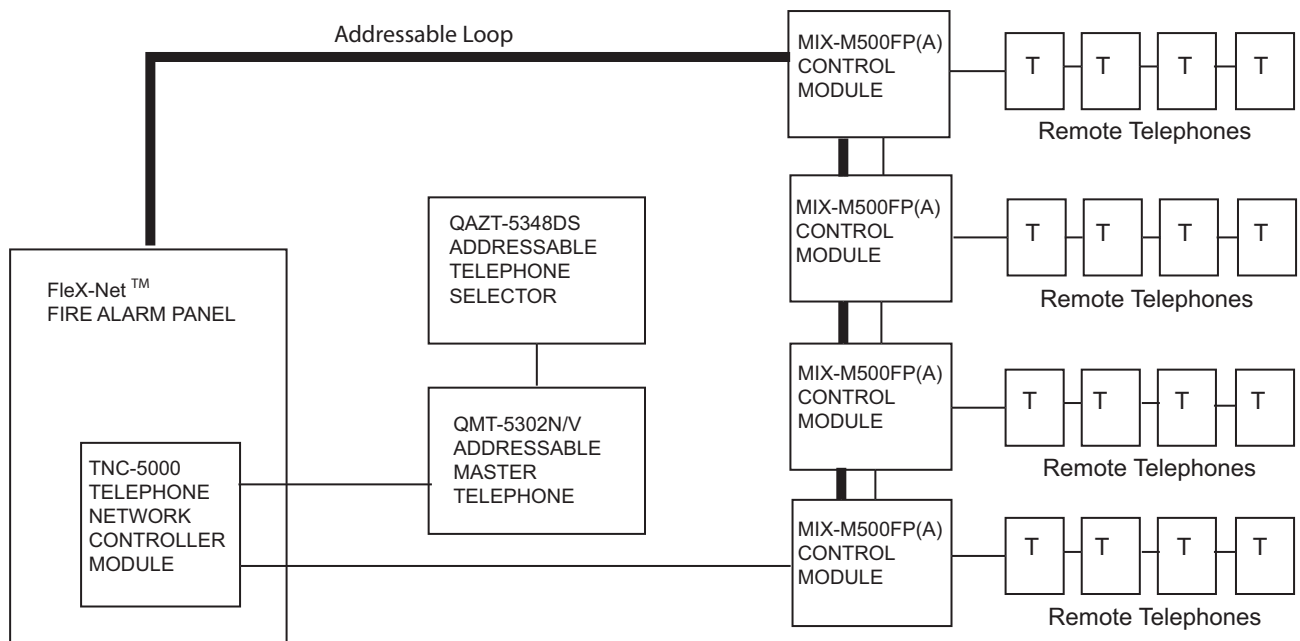 Addressable Loop
MIX-M500FP(A)
CONTROL
MODULE
T T T T
Remote Telephones
QAZT-5348DS
ADDRESSABLE
TELEPHONE
SELECTOR
MIX-M500FP(A)
CONTROL
MODULE
T T T T
Remote Telephones
FleX-Net TM
FIRE ALARM PANEL
MIX-M500FP(A)
CONTROL
MODULE
T T T T
Remote Telephones
QMT-5302N/V
ADDRESSABLE
MASTER
TELEPHONE
TNC-5000
TELEPHONE
NETWORK
CONTROLLER
MODULE
MIX-M500FP(A)
CONTROL
MODULE
T T T T
Remote Telephones